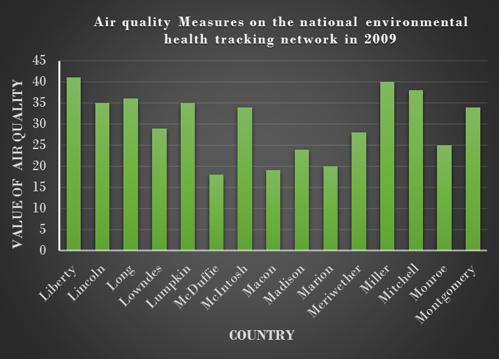 Air quality Measures on the national environmental
health tracking network in 2009
VALUE OF AIR QUALITY
45
40
35
30
25
20
15
10
5
0
Liberty
Lincoln
Long
Lowndes
Lumpkin
McDuffie
McIntosh
Macon
Madison
Marion
Meriwether
Miller
Mitchell
Monroe
Montgomery
COUNTRY